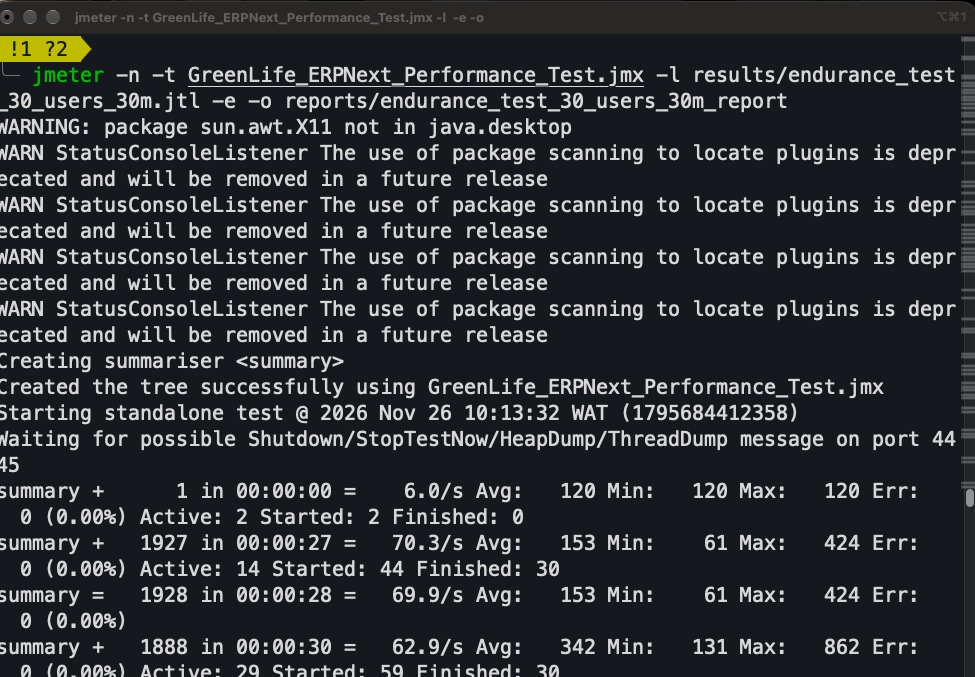 jmeter -n -t GreenLife_ERPNext_Performance_Test.jmx -l -e -o
⌥⌘1
!1 ?2
jmeter -n -t GreenLife_ERPNext_Performance_Test.jmx -l results/endurance_test
_30_users_30m.jtl -e -o reports/endurance_test_30_users_30m_report
WARNING: package sun.awt.X11 not in java.desktop
WARN StatusConsoleListener The use of package scanning to locate plugins is depr
ecated and will be removed in a future release
WARN StatusConsoleListener The use of package scanning to locate plugins is depr
ecated and will be removed in a future release
WARN StatusConsoleListener The use of package scanning to locate plugins is depr
ecated and will be removed in a future release
WARN StatusConsoleListener The use of package scanning to locate plugins is depr
ecated and will be removed in a future release
Creating summariser <summary>
Created the tree successfully using GreenLife_ERPNext_Performance_Test.jmx
Starting standalone test @ 2026 Nov 26 10:13:32 WAT (1795684412358)
Waiting for possible Shutdown/StopTestNow/HeapDump/ThreadDump message on port 44
45
summary +      1 in 00:00:00 =    6.0/s Avg:   120 Min:   120 Max:   120 Err:
  0 (0.00%) Active: 2 Started: 2 Finished: 0
summary +   1927 in 00:00:27 =   70.3/s Avg:   153 Min:    61 Max:   424 Err:
  0 (0.00%) Active: 14 Started: 44 Finished: 30
summary =   1928 in 00:00:28 =   69.9/s Avg:   153 Min:    61 Max:   424 Err:
  0 (0.00%)
summary +   1888 in 00:00:30 =   62.9/s Avg:   342 Min:   131 Max:   862 Err:
  0 (0.00%) Active: 29 Started: 59 Finished: 30